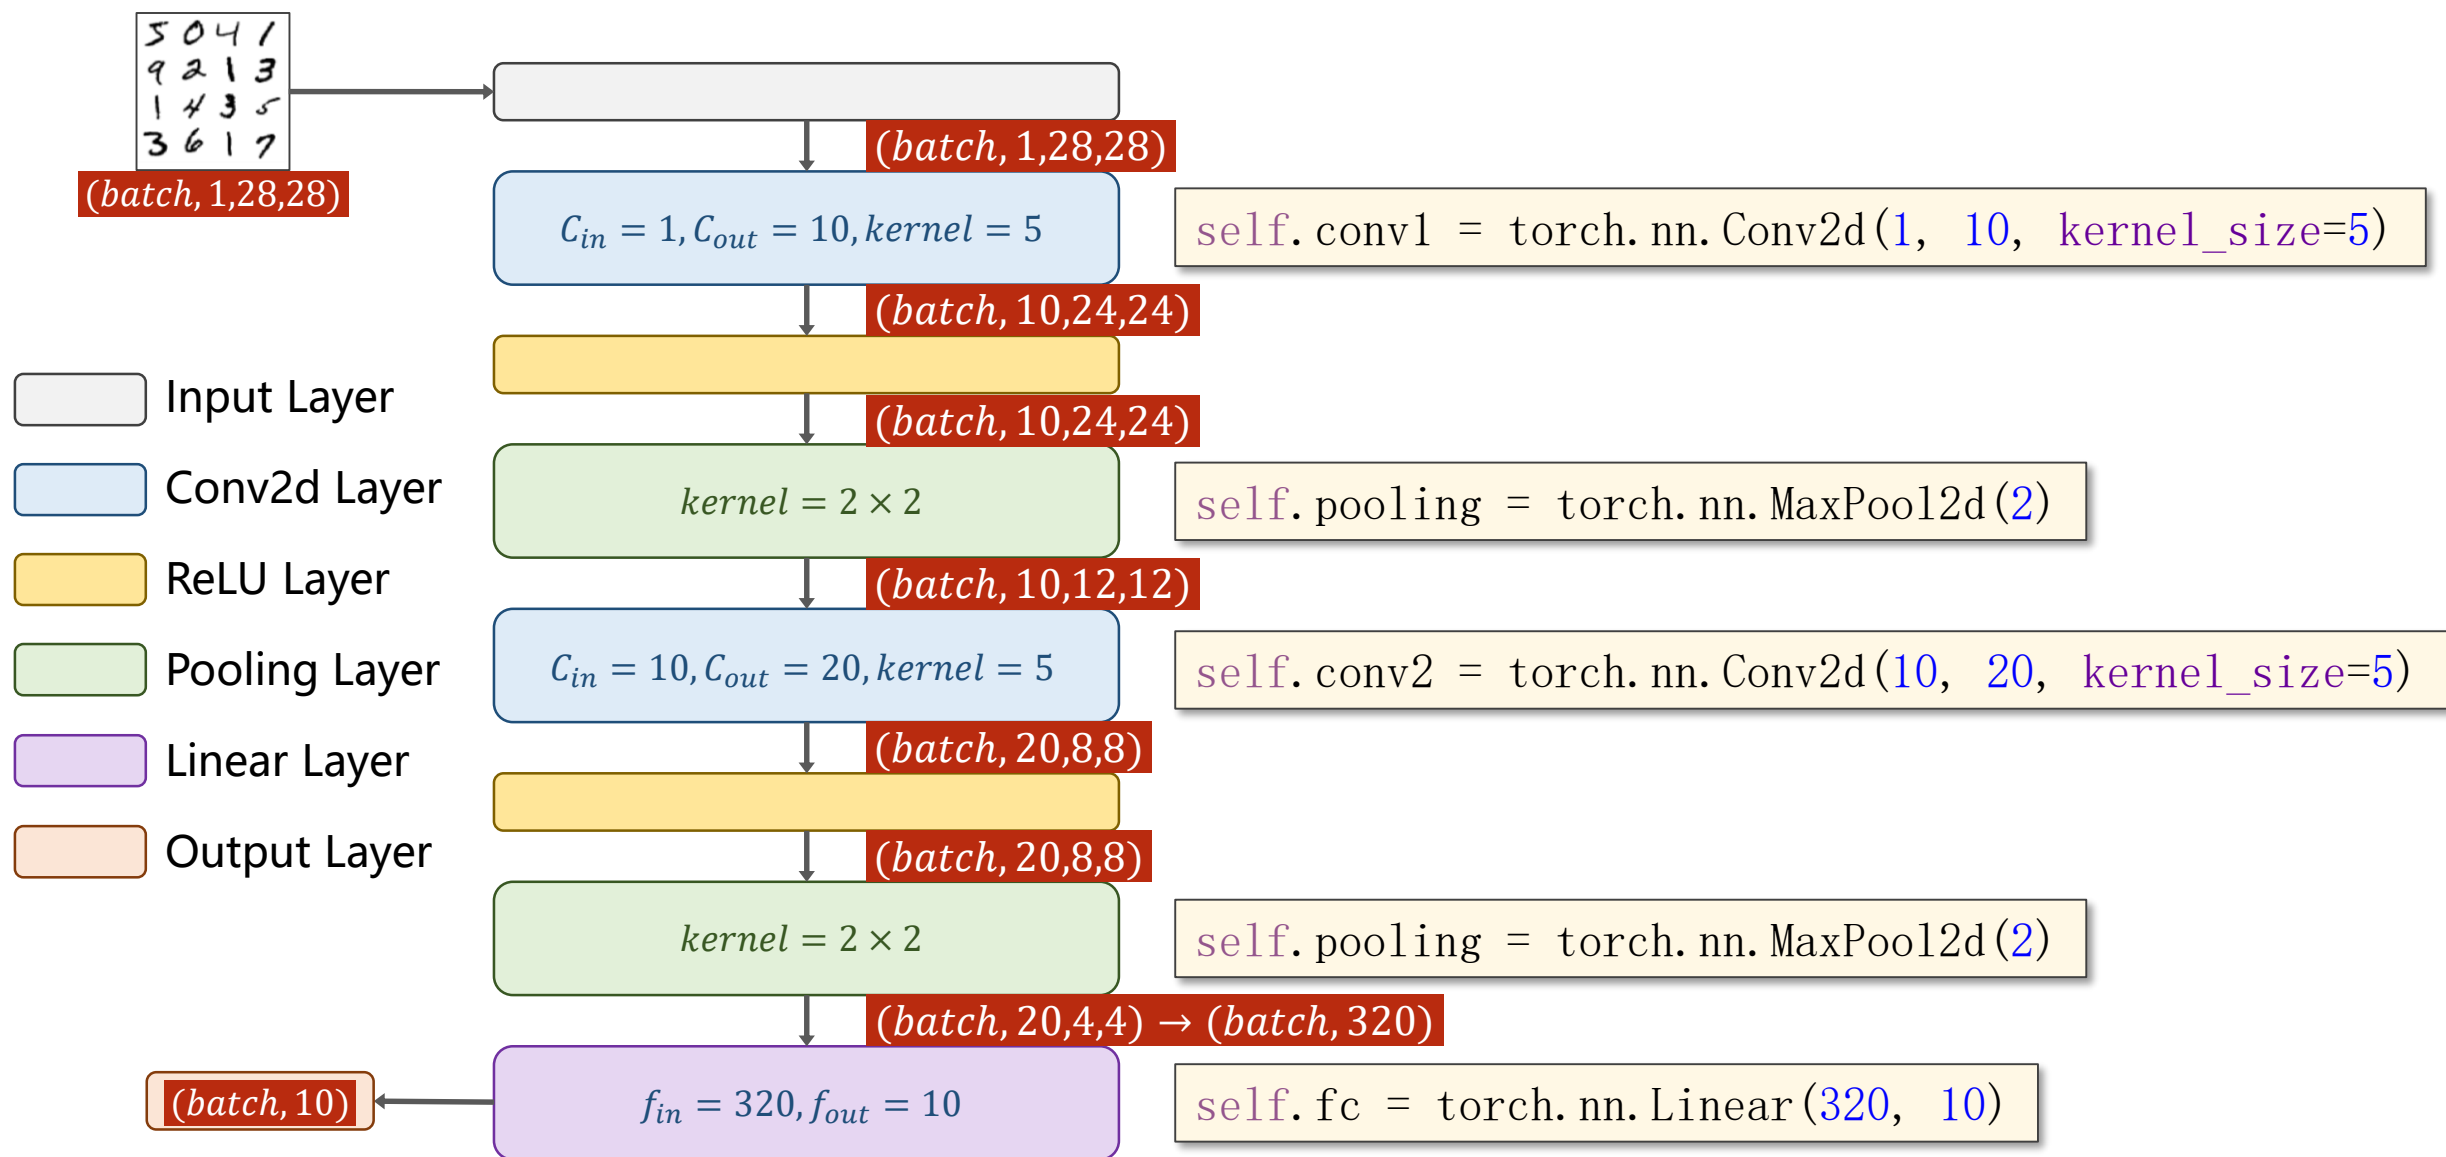 5 0 4 1
9 2 1 3
1 4 3 5
3 6 1 7
(batch, 1,28,28)
(batch, 1,28,28)
C_in = 1, C_out = 10, kernel = 5
self.conv1 = torch.nn.Conv2d(1, 10, kernel_size=5)
(batch, 10,24,24)
(batch, 10,24,24)
kernel = 2 × 2
self.pooling = torch.nn.MaxPool2d(2)
(batch, 10,12,12)
C_in = 10, C_out = 20, kernel = 5
self.conv2 = torch.nn.Conv2d(10, 20, kernel_size=5)
(batch, 20,8,8)
(batch, 20,8,8)
kernel = 2 × 2
self.pooling = torch.nn.MaxPool2d(2)
(batch, 20,4,4) → (batch, 320)
f_in = 320, f_out = 10
self.fc = torch.nn.Linear(320, 10)
(batch, 10)
Input Layer
Conv2d Layer
ReLU Layer
Pooling Layer
Linear Layer
Output Layer